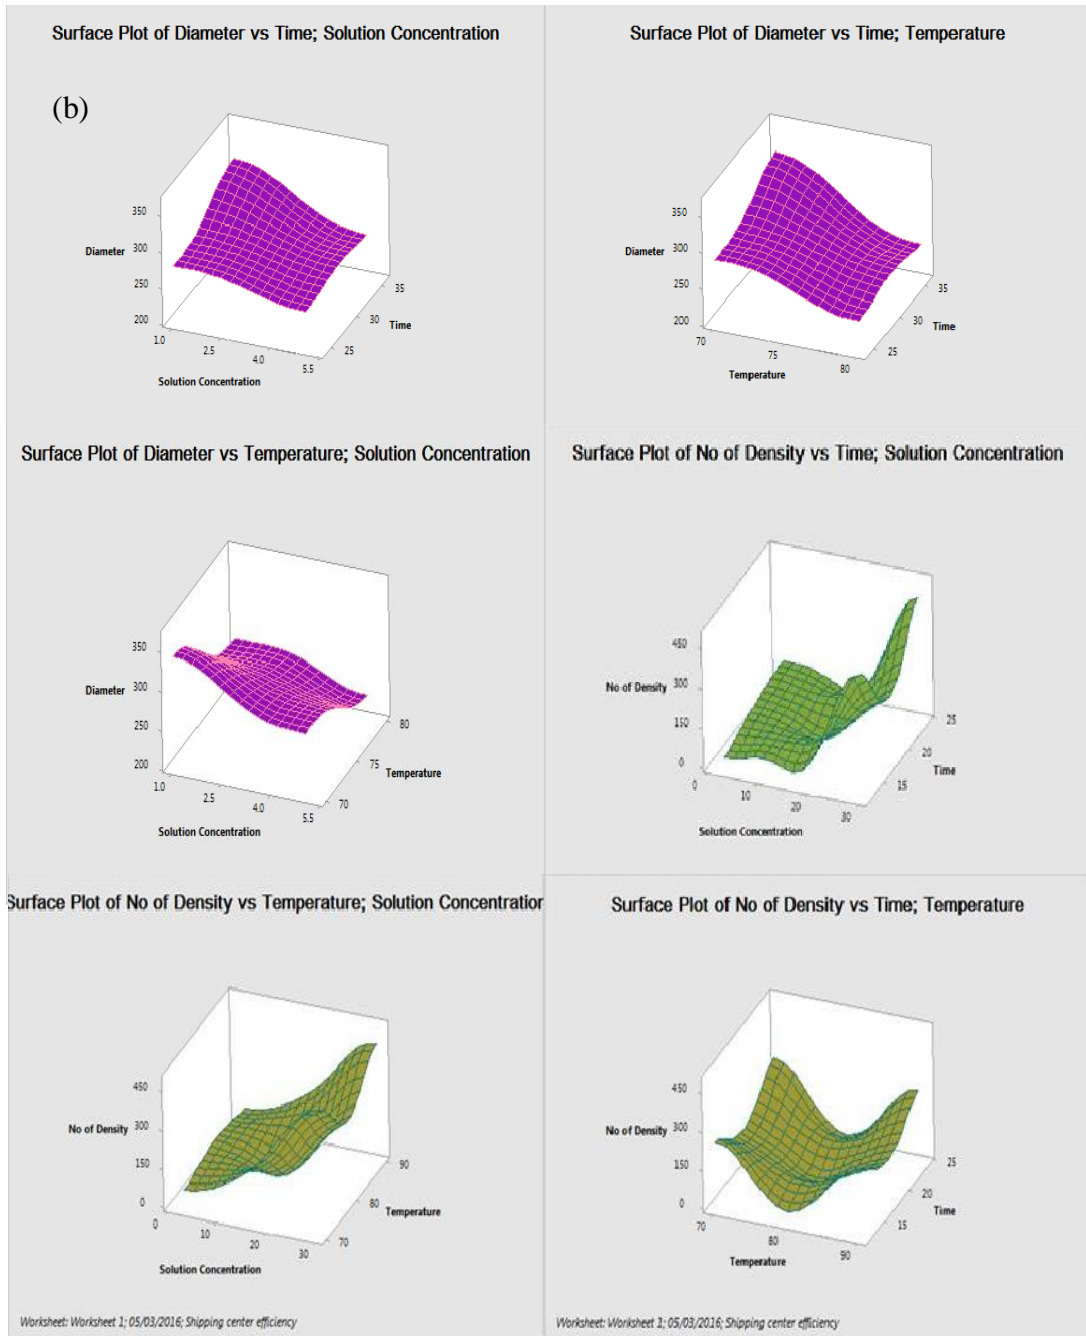 Surface Plot of Diameter vs Time; Solution Concentration
(b)
350
300
250
200
Diameter
1.0
2.5
4.0
5.5
Solution Concentration
25
30
35
Time
Surface Plot of Diameter vs Time; Temperature
350
300
250
200
Diameter
70
75
80
Temperature
25
30
35
Time
Surface Plot of Diameter vs Temperature; Solution Concentration
350
300
250
200
Diameter
1.0
2.5
4.0
5.5
Solution Concentration
70
75
80
Temperature
Surface Plot of No of Density vs Time; Solution Concentration
450
300
150
0
No of Density
0
10
20
30
Solution Concentration
15
20
25
Time
Surface Plot of No of Density vs Temperature; Solution Concentration
450
300
150
0
No of Density
0
10
20
30
Solution Concentration
70
80
90
Temperature
Worksheet: Worksheet 1; 05/03/2016; Shipping center efficiency
Surface Plot of No of Density vs Time; Temperature
450
300
150
0
No of Density
70
80
90
Temperature
15
20
25
Time
Worksheet: Worksheet 1; 05/03/2016; Shipping center efficiency